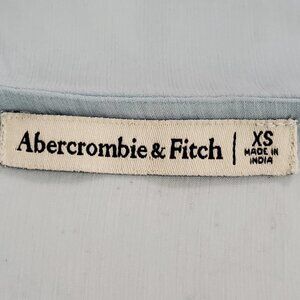 Abercrombie & Fitch | XS
MADE IN
INDIA